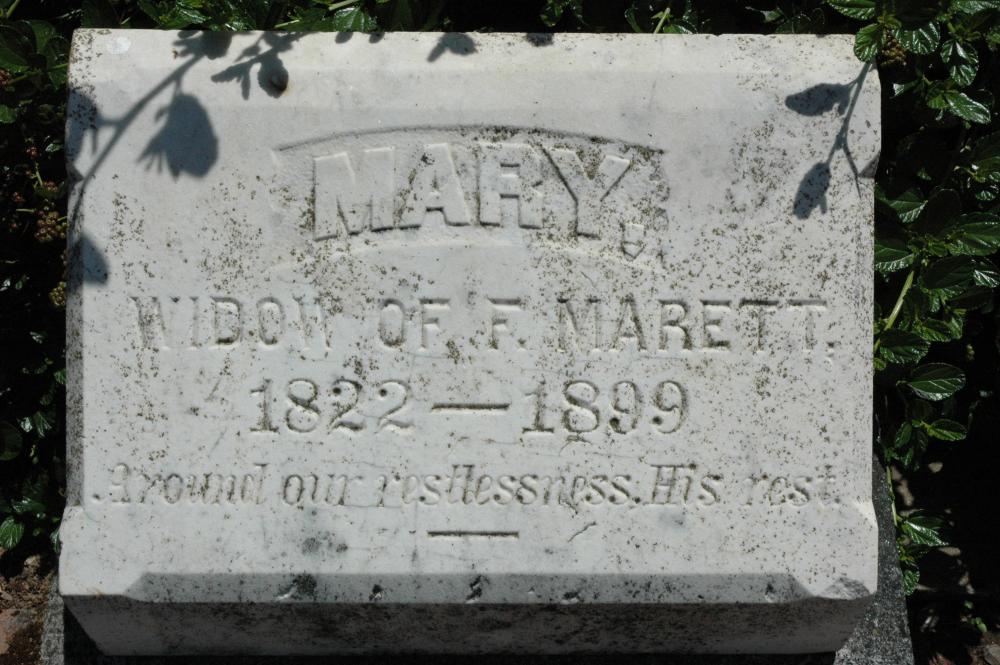 MARY,
WIDOW OF F. MARETT,
1822 — 1899
Around our restlessness, His rest.